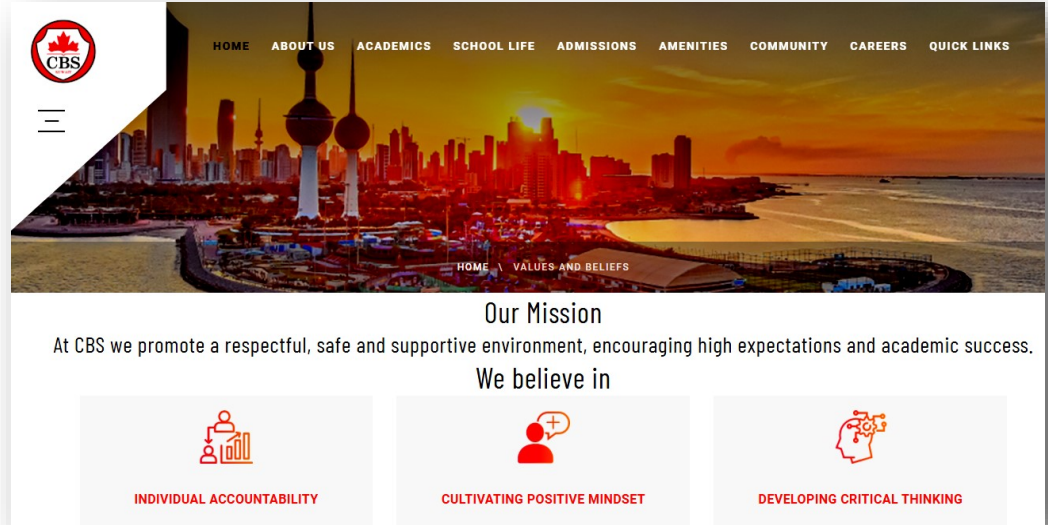 CBS
KUWAIT
HOME ABOUT US ACADEMICS SCHOOL LIFE ADMISSIONS AMENITIES COMMUNITY CAREERS QUICK LINKS
HOME \ VALUES AND BELIEFS
Our Mission
At CBS we promote a respectful, safe and supportive environment, encouraging high expectations and academic success.
We believe in
INDIVIDUAL ACCOUNTABILITY
CULTIVATING POSITIVE MINDSET
DEVELOPING CRITICAL THINKING